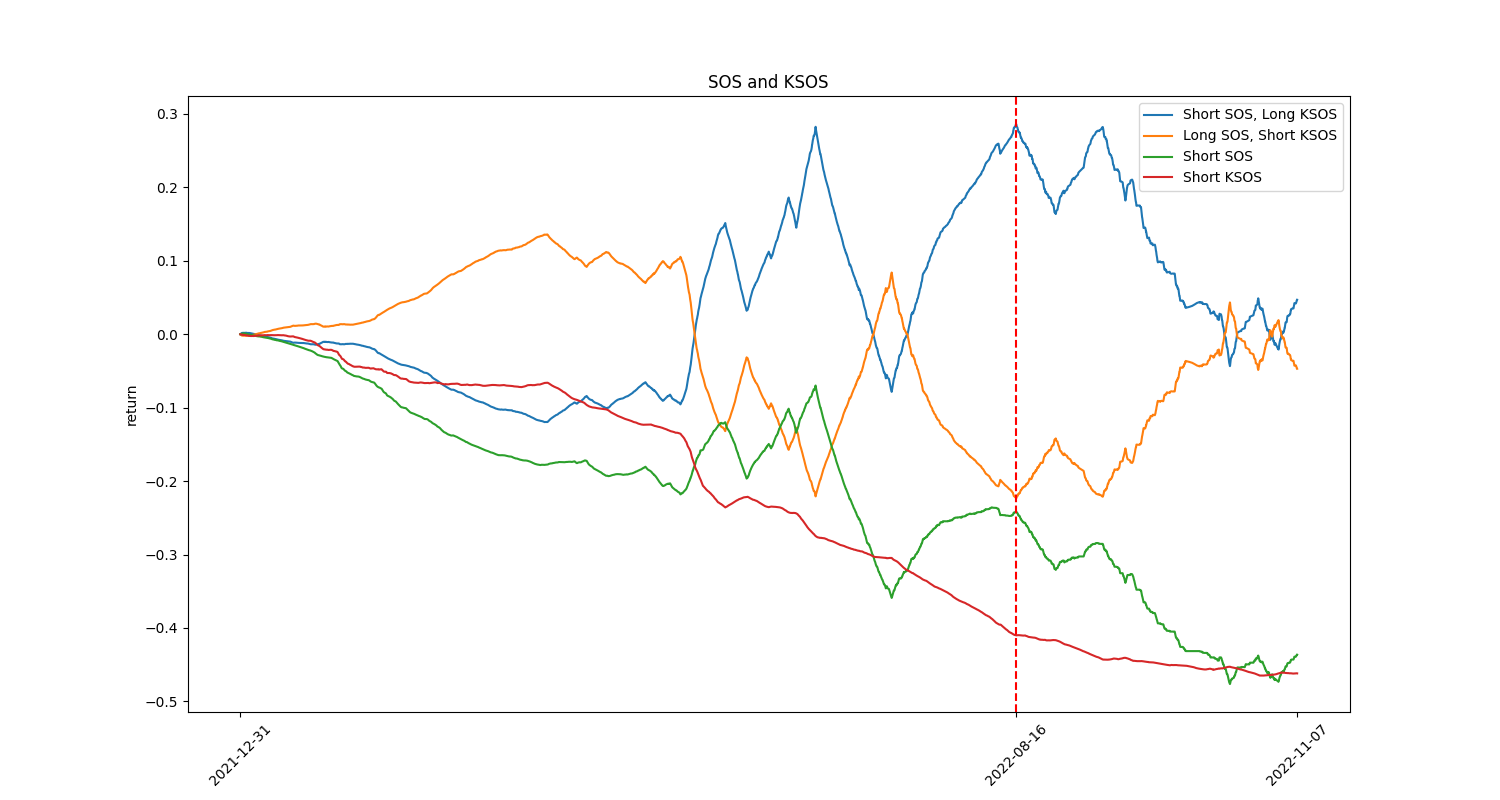 SOS and KSOS
Short SOS, Long KSOS
Long SOS, Short KSOS
Short SOS
Short KSOS
return
0.3
0.2
0.1
0.0
−0.1
−0.2
−0.3
−0.4
−0.5
2021-12-31
2022-08-16
2022-11-07